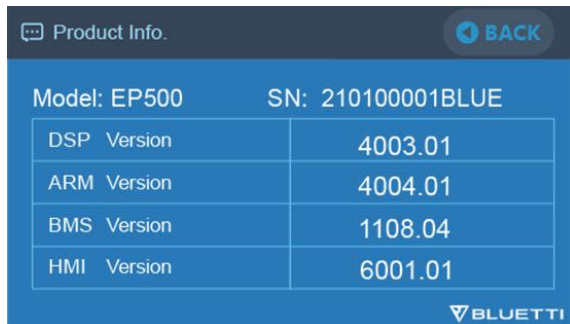 Product Info.
BACK
Model: EP500 SN: 210100001BLUE
DSP Version 4003.01
ARM Version 4004.01
BMS Version 1108.04
HMI Version 6001.01
BLUETTI